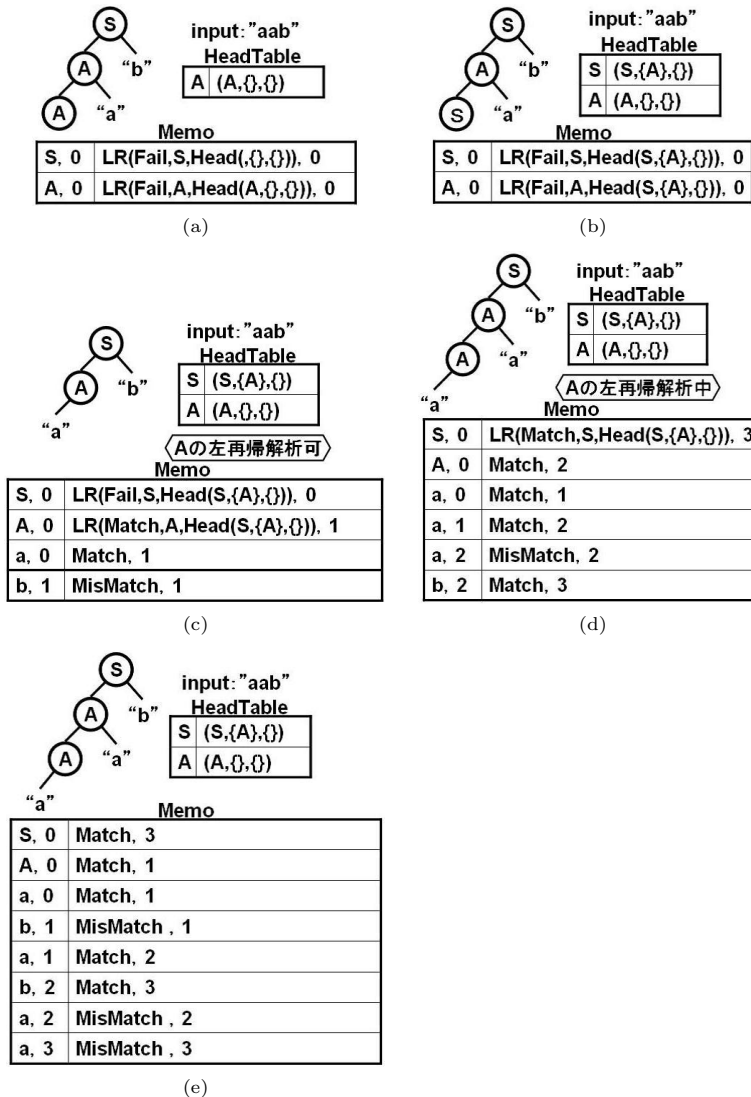 S
A
"b"
A
"a"
input:"aab"
HeadTable
A (A,{},{})
Memo
S, 0 LR(Fail,S,Head(,{},{})), 0
A, 0 LR(Fail,A,Head(A,{},{})), 0
(a)
S
A
"b"
S
"a"
input:"aab"
HeadTable
S (S,{A},{})
A (A,{},{})
Memo
S, 0 LR(Fail,S,Head(S,{A},{})), 0
A, 0 LR(Fail,A,Head(S,{A},{})), 0
(b)
S
A
"b"
"a"
input:"aab"
HeadTable
S (S,{A},{})
A (A,{},{})
Aの左再帰解析可
Memo
S, 0 LR(Fail,S,Head(S,{A},{})), 0
A, 0 LR(Match,A,Head(S,{A},{})), 1
a, 0 Match, 1
b, 1 MisMatch, 1
(c)
S
A
"b"
A
"a"
"a"
input:"aab"
HeadTable
S (S,{A},{})
A (A,{},{})
Aの左再帰解析中
Memo
S, 0 LR(Match,S,Head(S,{A},{})), 3
A, 0 Match, 2
a, 0 Match, 1
a, 1 Match, 2
a, 2 MisMatch, 2
b, 2 Match, 3
(d)
S
A
"b"
A
"a"
"a"
input:"aab"
HeadTable
S (S,{A},{})
A (A,{},{})
Memo
S, 0 Match, 3
A, 0 Match, 1
a, 0 Match, 1
b, 1 MisMatch , 1
a, 1 Match, 2
b, 2 Match, 3
a, 2 MisMatch , 2
a, 3 MisMatch , 3
(e)